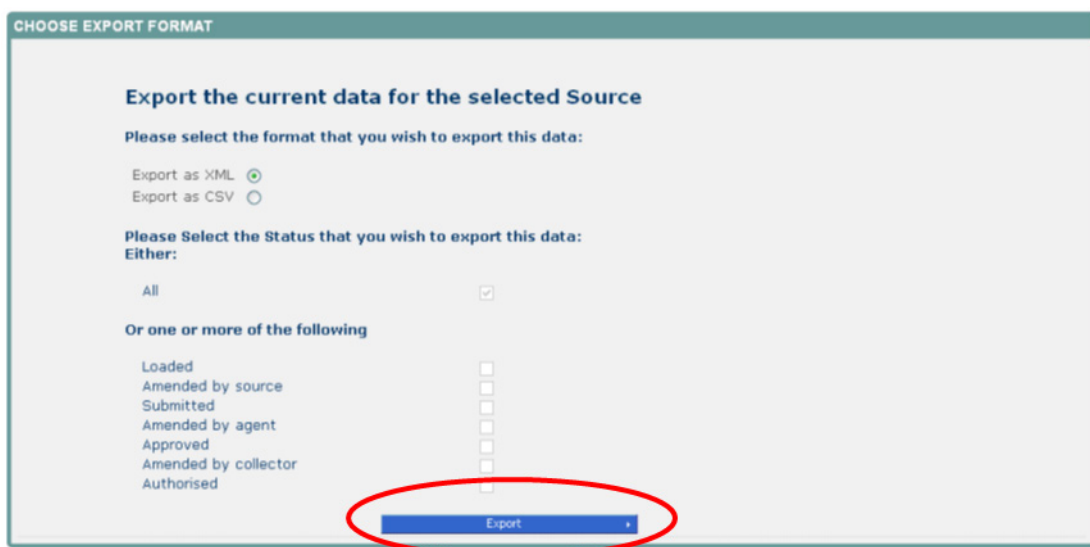 CHOOSE EXPORT FORMAT
Export the current data for the selected Source
Please select the format that you wish to export this data:
Export as XML
Export as CSV
Please Select the Status that you wish to export this data:
Either:
All
Or one or more of the following
Loaded
Amended by source
Submitted
Amended by agent
Approved
Amended by collector
Authorised
Export